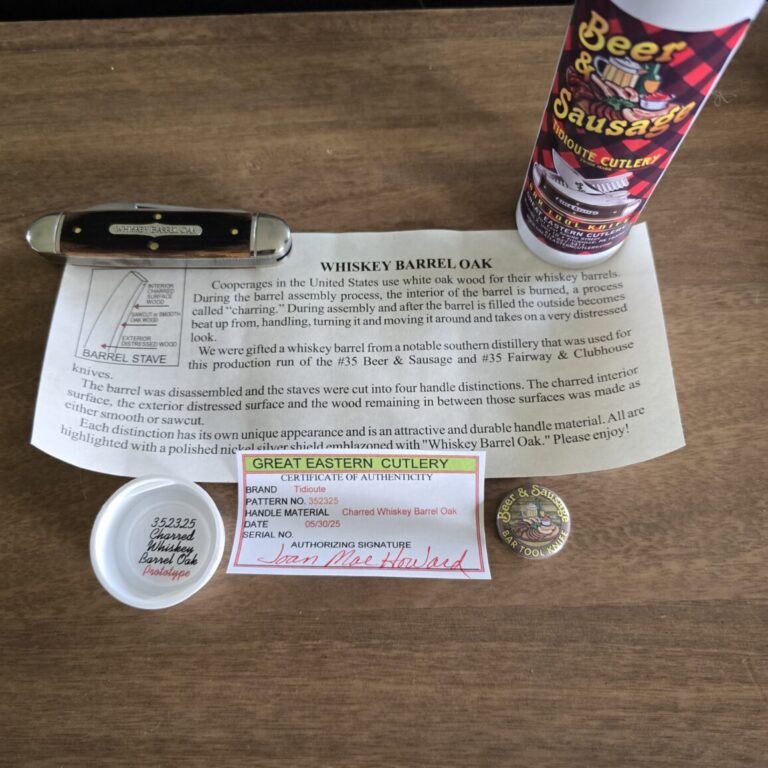 Beer
&
Sausage
TIDIOUTE CUTLERY
BAR TOOL KNIFE
GREAT EASTERN CUTLERY
WHISKEY BARREL OAK
WHISKEY BARREL OAK
Cooperages in the United States use white oak wood for their whiskey barrels.
During the barrel assembly process, the interior of the barrel is burned, a process
called "charring." During assembly and after the barrel is filled the outside becomes
beat up from, handling, turning it and moving it around and takes on a very distressed
look.
We were gifted a whiskey barrel from a notable southern distillery that was used for
this production run of the #35 Beer & Sausage and #35 Fairway & Clubhouse
knives.
The barrel was disassembled and the staves were cut into four handle distinctions. The charred interior
surface, the exterior distressed surface and the wood remaining in between those surfaces was made as
either smooth or sawcut.
Each distinction has its own unique appearance and is an attractive and durable handle material. All are
highlighted with a polished nickel silver shield emblazoned with "Whiskey Barrel Oak." Please enjoy!
INTERIOR
CHARRED
SURFACE
WOOD
SAWCUT or SMOOTH
OAK WOOD
EXTERIOR
DISTRESSED WOOD
BARREL STAVE
352325
Charred
Whiskey
Barrel Oak
Prototype
GREAT EASTERN CUTLERY
CERTIFICATE OF AUTHENTICITY
BRAND Tidioute
PATTERN NO. 352325
HANDLE MATERIAL Charred Whiskey Barrel Oak
DATE 05/30/25
SERIAL NO.
AUTHORIZING SIGNATURE
Joan Mae Howard
Beer & Sausage
BAR TOOL KNIFE